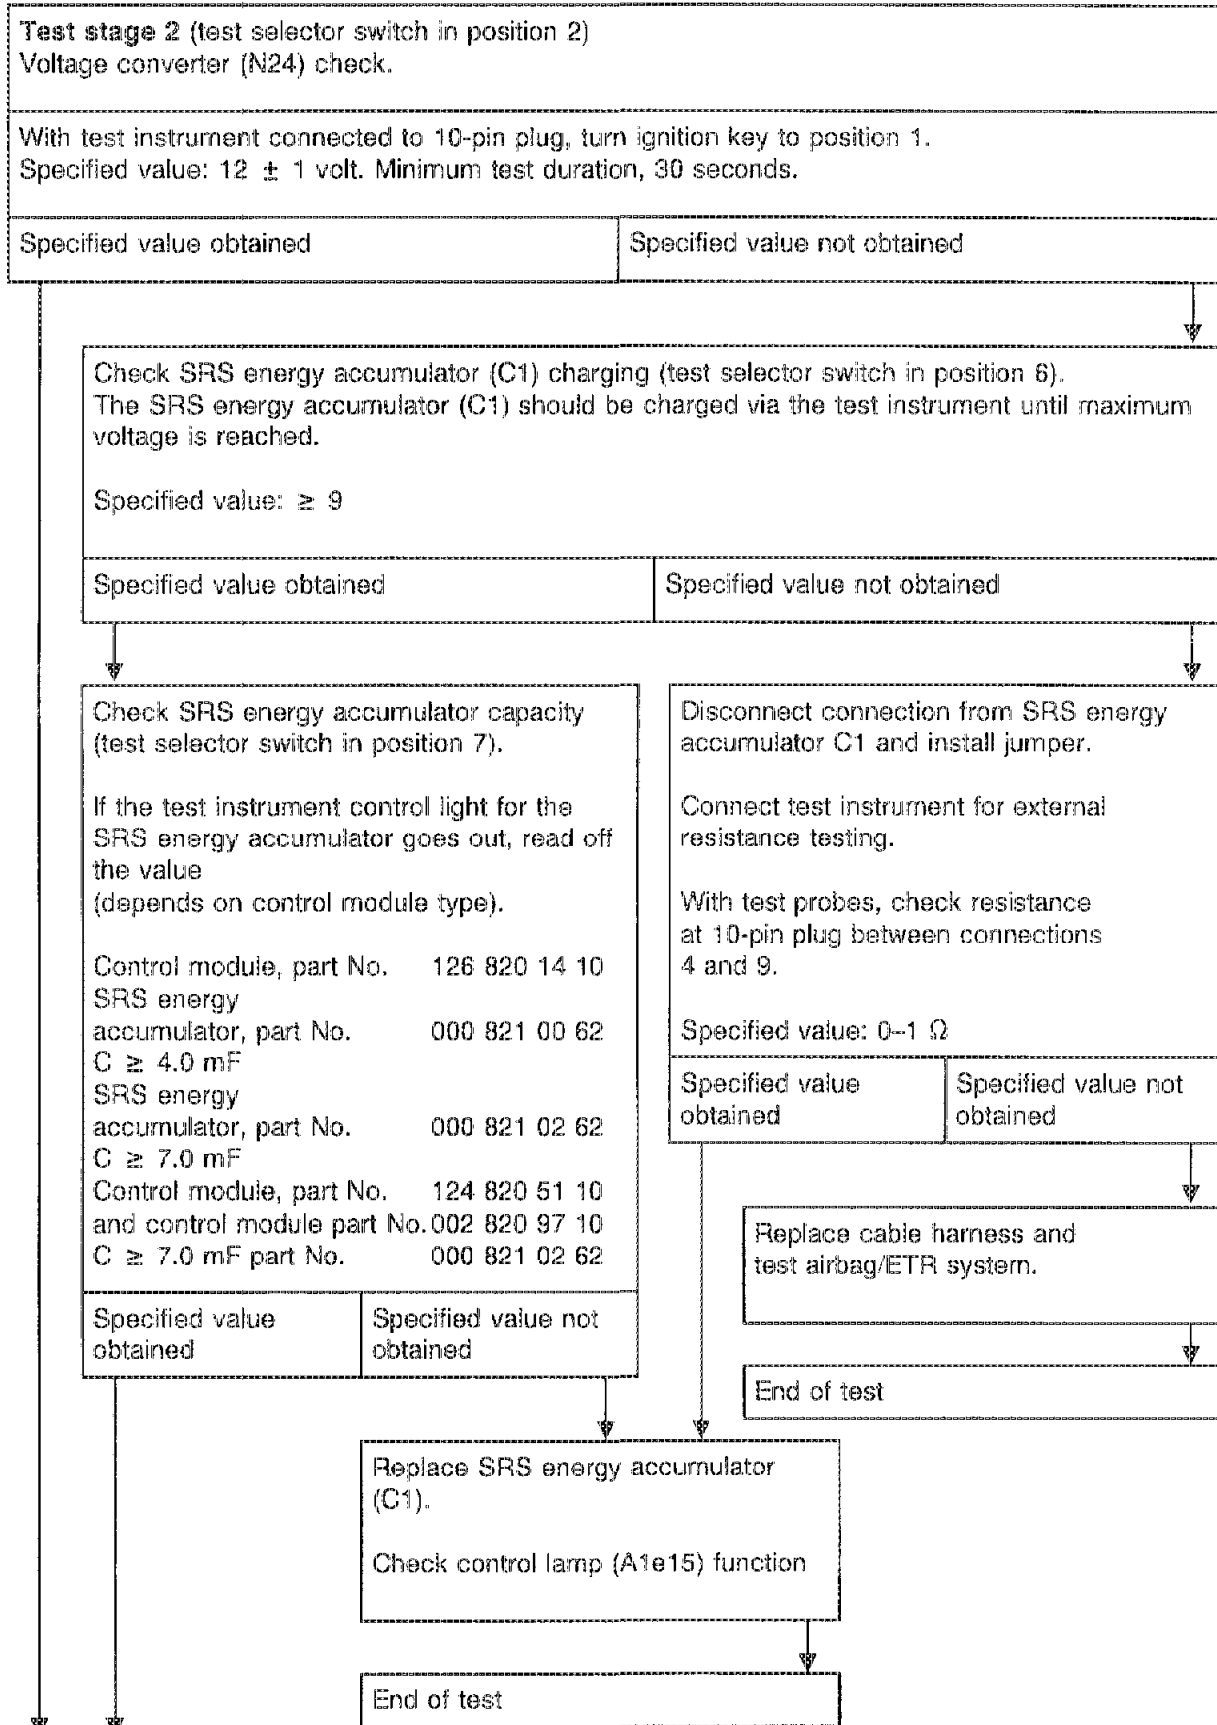 Test stage 2 (test selector switch in position 2)
Voltage converter (N24) check.
With test instrument connected to 10-pin plug, turn ignition key to position 1.
Specified value: 12 ± 1 volt. Minimum test duration, 30 seconds.
Specified value obtained
Specified value not obtained
Check SRS energy accumulator (C1) charging (test selector switch in position 6).
The SRS energy accumulator (C1) should be charged via the test instrument until maximum
voltage is reached.
Specified value: ≥ 9
Specified value obtained
Specified value not obtained
Check SRS energy accumulator capacity
(test selector switch in position 7).
If the test instrument control light for the
SRS energy accumulator goes out, read off
the value
(depends on control module type).
Control module, part No. 126 820 14 10
SRS energy
accumulator, part No. 000 821 00 62
C ≥ 4.0 mF
SRS energy
accumulator, part No. 000 821 02 62
C ≥ 7.0 mF
Control module, part No. 124 820 51 10
and control module part No. 002 820 97 10
C ≥ 7.0 mF part No. 000 821 02 62
Specified value
obtained
Specified value not
obtained
Disconnect connection from SRS energy
accumulator C1 and install jumper.
Connect test instrument for external
resistance testing.
With test probes, check resistance
at 10-pin plug between connections
4 and 9.
Specified value: 0–1 Ω
Specified value
obtained
Specified value not
obtained
Replace cable harness and
test airbag/ETR system.
End of test
Replace SRS energy accumulator
(C1).
Check control lamp (A1e15) function
End of test